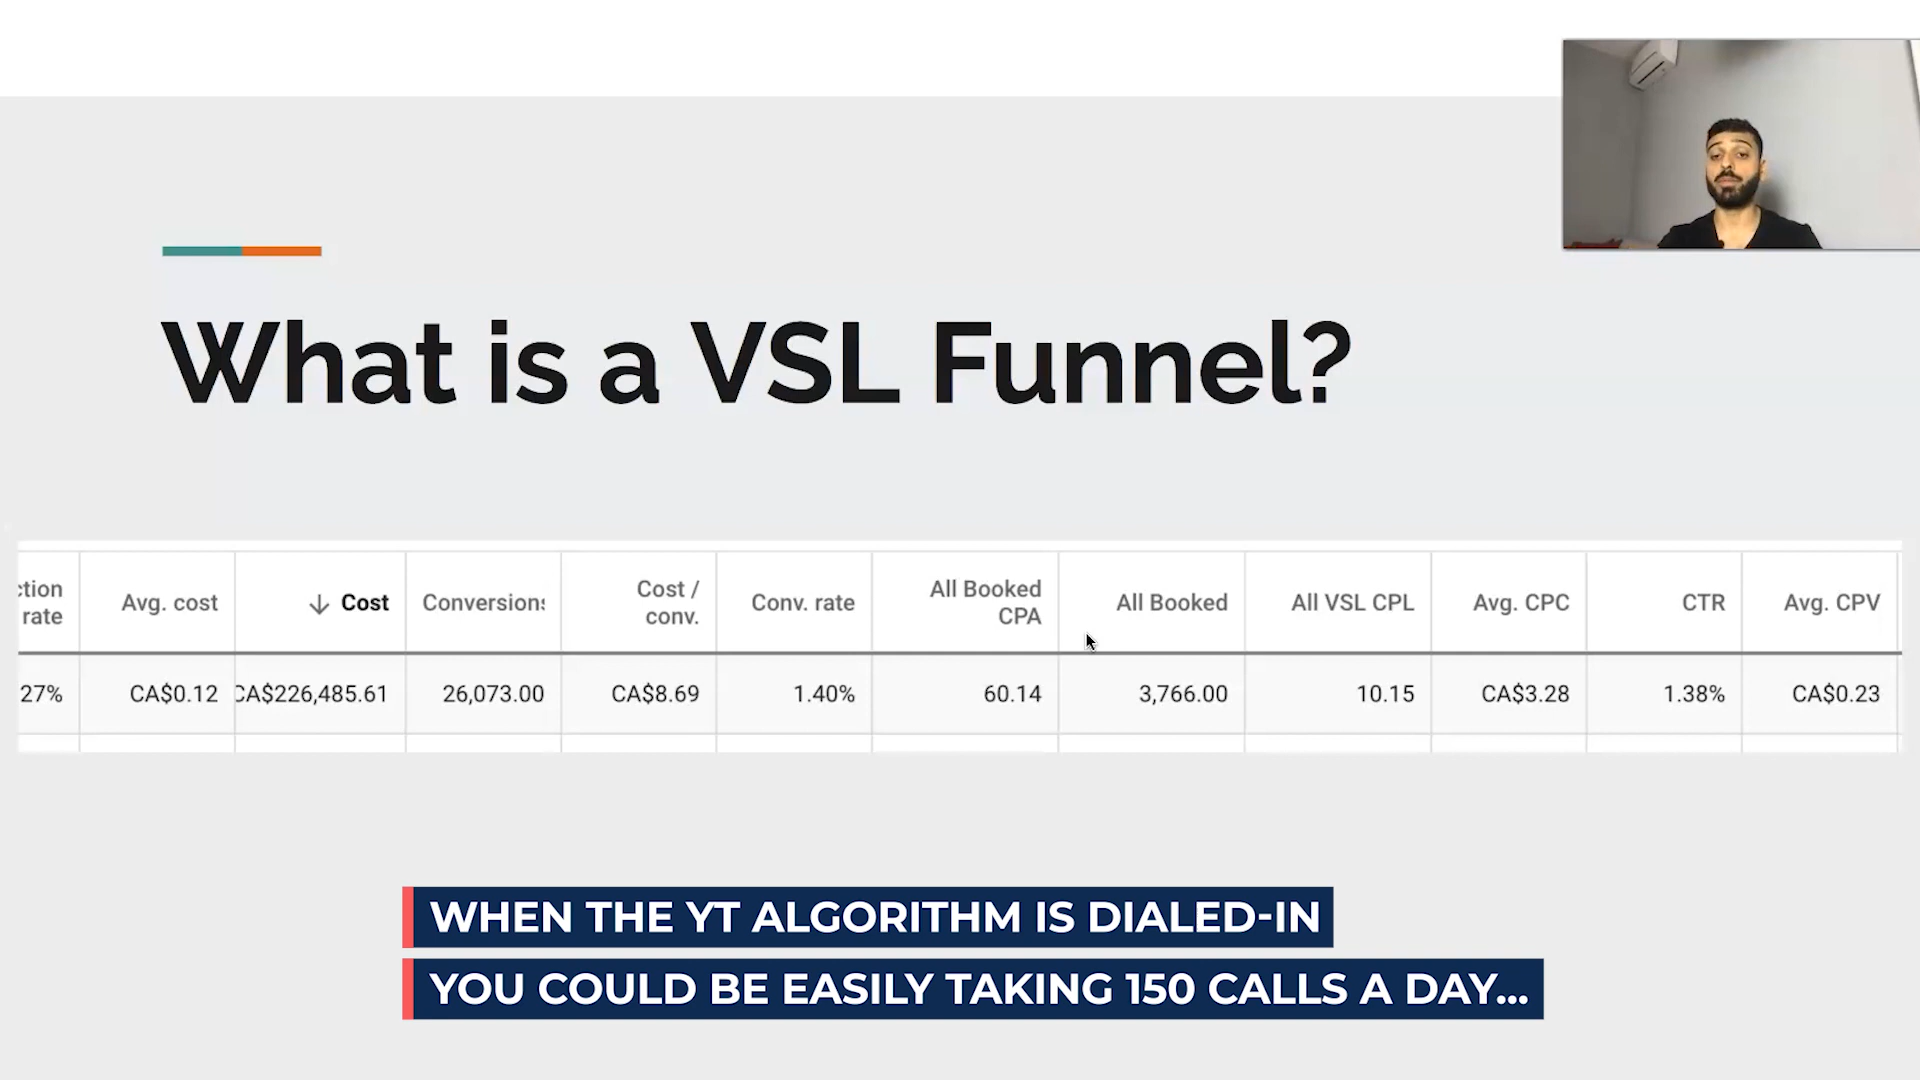 What is a VSL Funnel?
ction rate Avg. cost ↓ Cost Conversions Cost / conv. Conv. rate All Booked CPA All Booked All VSL CPL Avg. CPC CTR Avg. CPV
27% CA$0.12 CA$226,485.61 26,073.00 CA$8.69 1.40% 60.14 3,766.00 10.15 CA$3.28 1.38% CA$0.23
WHEN THE YT ALGORITHM IS DIALED-IN
YOU COULD BE EASILY TAKING 150 CALLS A DAY...